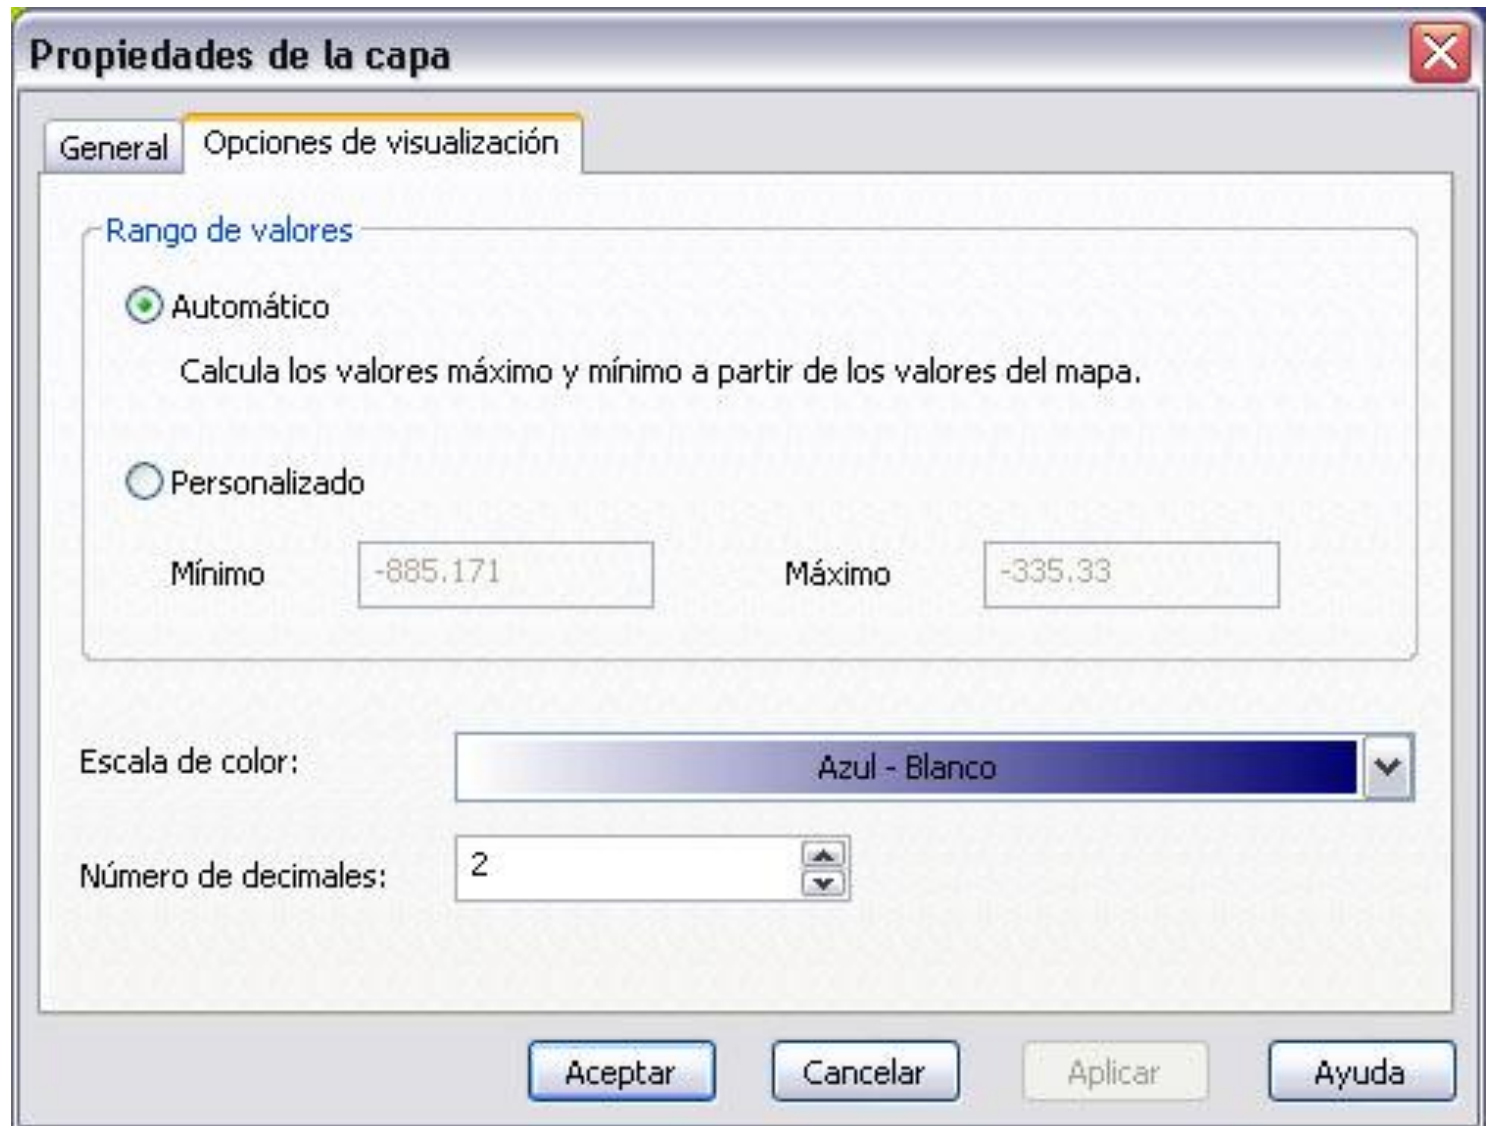 Propiedades de la capa
General Opciones de visualización
Rango de valores
Automático
Calcula los valores máximo y mínimo a partir de los valores del mapa.
Personalizado
Mínimo -885.171 Máximo -335.33
Escala de color: Azul - Blanco
Número de decimales: 2
Aceptar Cancelar Aplicar Ayuda